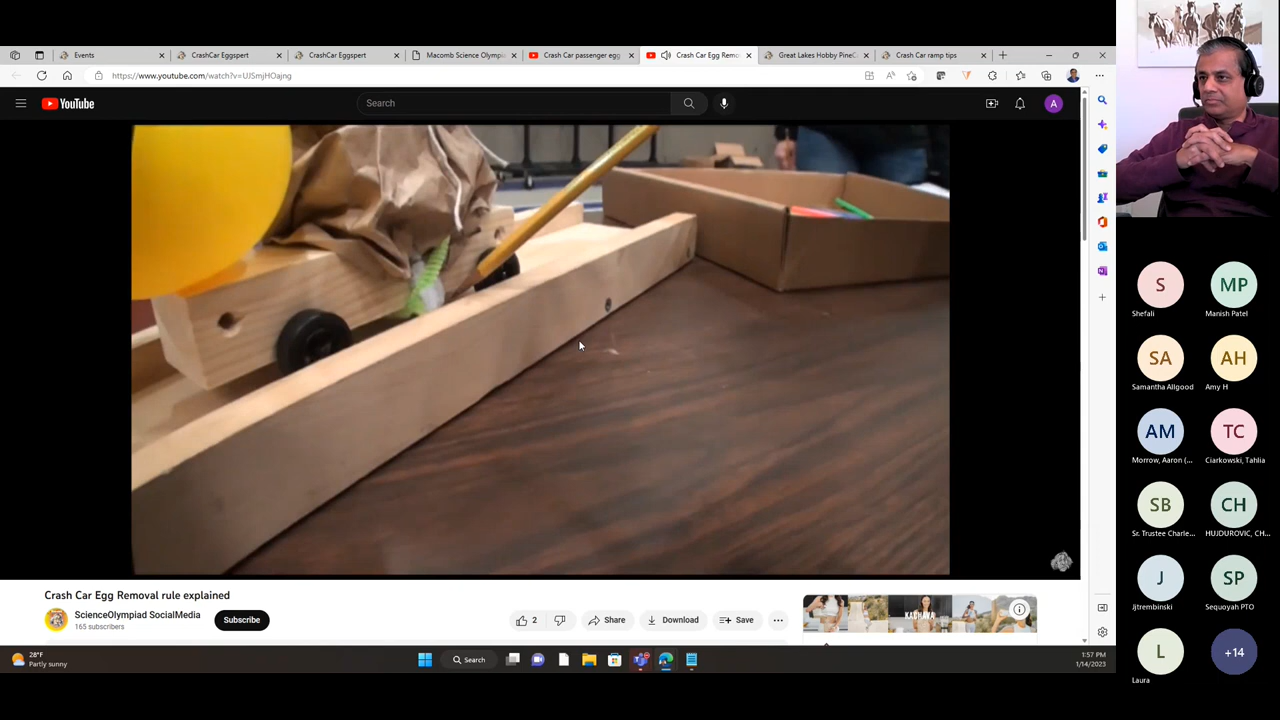 Events
CrashCar Eggspert
CrashCar Eggspert
Macomb Science Olympi
Crash Car passenger egg
Crash Car Egg Remo
Great Lakes Hobby PineC
Crash Car ramp tips
https://www.youtube.com/watch?v=UJSmjHOajng
YouTube
Search
A
Crash Car Egg Removal rule explained
ScienceOlympiad SocialMedia
165 subscribers
Subscribe
2
Share
Download
Save
KACHAVA
28°F
Partly sunny
Search
1:57 PM
1/14/2023
S
Shefali
MP
Manish Patel
SA
Samantha Allgood
AH
Amy H
AM
Morrow, Aaron (...
TC
Ciarkowski, Tahlia
SB
Sr. Trustee Charle...
CH
HUJDUROVIC, CH...
J
Jjtrembinski
SP
Sequoyah PTO
L
Laura
+14